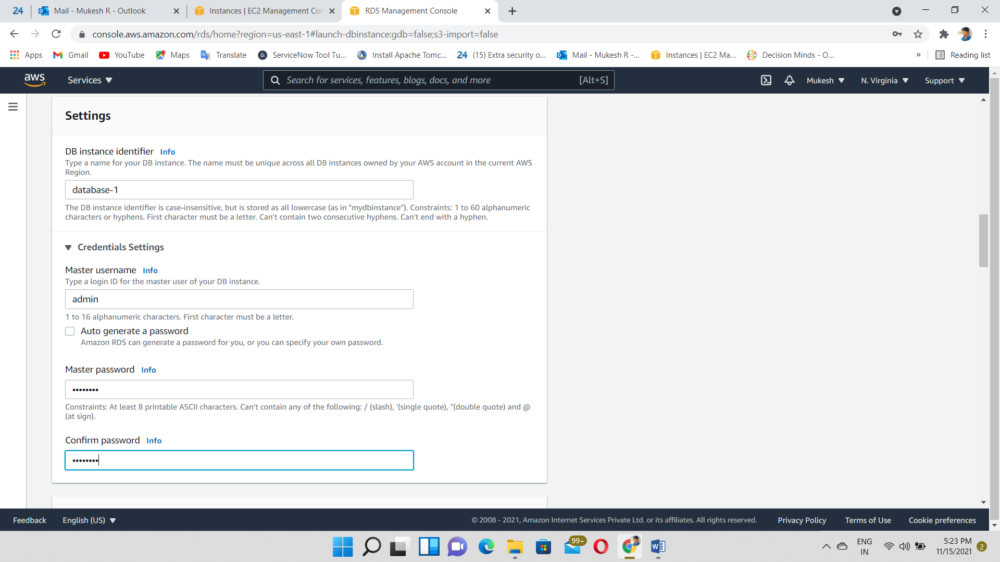 24 Mail - Mukesh R - Outlook Instances | EC2 Management Con RDS Management Console
console.aws.amazon.com/rds/home?region=us-east-1#launch-dbinstance:gdb=false;s3-import=false
Apps Gmail YouTube Maps Translate ServiceNow Tool Tu... Install Apache Tomc... 24 (15) Extra security o... Mail - Mukesh R -... Instances | EC2 Ma... Decision Minds - O... » Reading list
aws Services Search for services, features, blogs, docs, and more [Alt+S] Mukesh N. Virginia Support
Settings
DB instance identifier Info
Type a name for your DB instance. The name must be unique across all DB instances owned by your AWS account in the current AWS
Region.
database-1
The DB instance identifier is case-insensitive, but is stored as all lowercase (as in "mydbinstance"). Constraints: 1 to 60 alphanumeric
characters or hyphens. First character must be a letter. Can't contain two consecutive hyphens. Can't end with a hyphen.
Credentials Settings
Master username Info
Type a login ID for the master user of your DB instance.
admin
1 to 16 alphanumeric characters. First character must be a letter.
Auto generate a password
Amazon RDS can generate a password for you, or you can specify your own password.
Master password Info
••••••••
Constraints: At least 8 printable ASCII characters. Can't contain any of the following: / (slash), '(single quote), "(double quote) and @
(at sign).
Confirm password Info
••••••••
Feedback English (US) © 2008 - 2021, Amazon Internet Services Private Ltd. or its affiliates. All rights reserved. Privacy Policy Terms of Use Cookie preferences
99+ ENG 5:23 PM
IN 11/15/2021 2